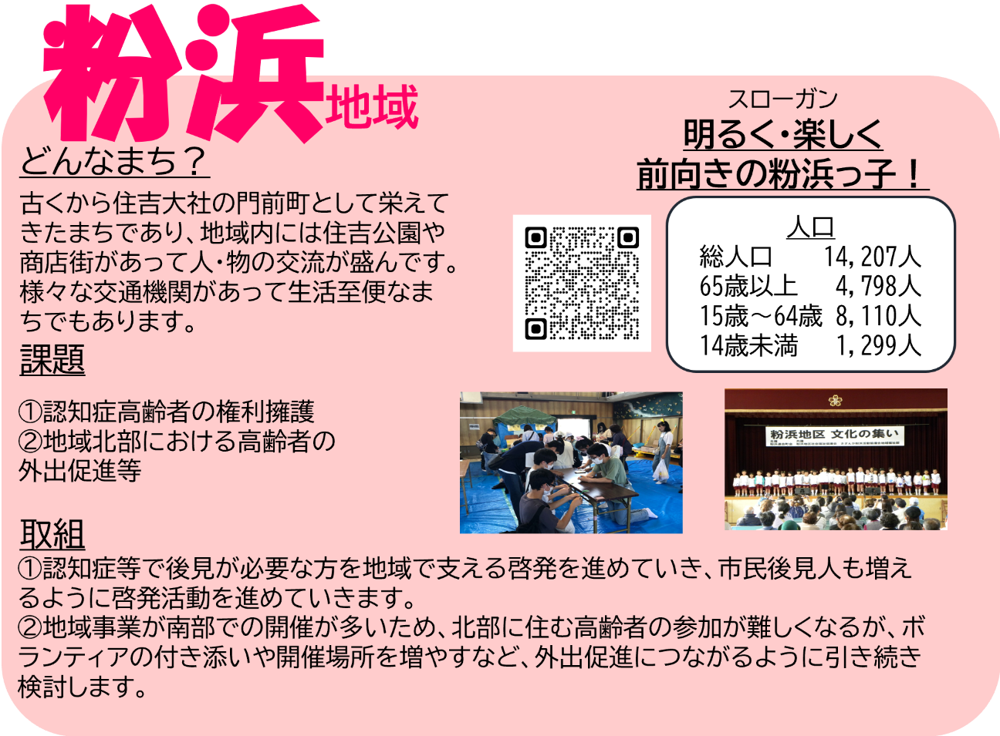 粉浜地域
どんなまち？
古くから住吉大社の門前町として栄えて
きたまちであり、地域内には住吉公園や
商店街があって人・物の交流が盛んです。
様々な交通機関があって生活至便なま
ちでもあります。
課題
①認知症高齢者の権利擁護
②地域北部における高齢者の
外出促進等
スローガン
明るく・楽しく
前向きの粉浜っ子！
人口
総人口 14,207人
65歳以上 4,798人
15歳～64歳 8,110人
14歳未満 1,299人
粉浜地区 文化の集い
取組
①認知症等で後見が必要な方を地域で支える啓発を進めていき、市民後見人も増え
るように啓発活動を進めていきます。
②地域事業が南部での開催が多いため、北部に住む高齢者の参加が難しくなるが、ボ
ランティアの付き添いや開催場所を増やすなど、外出促進につながるように引き続き
検討します。